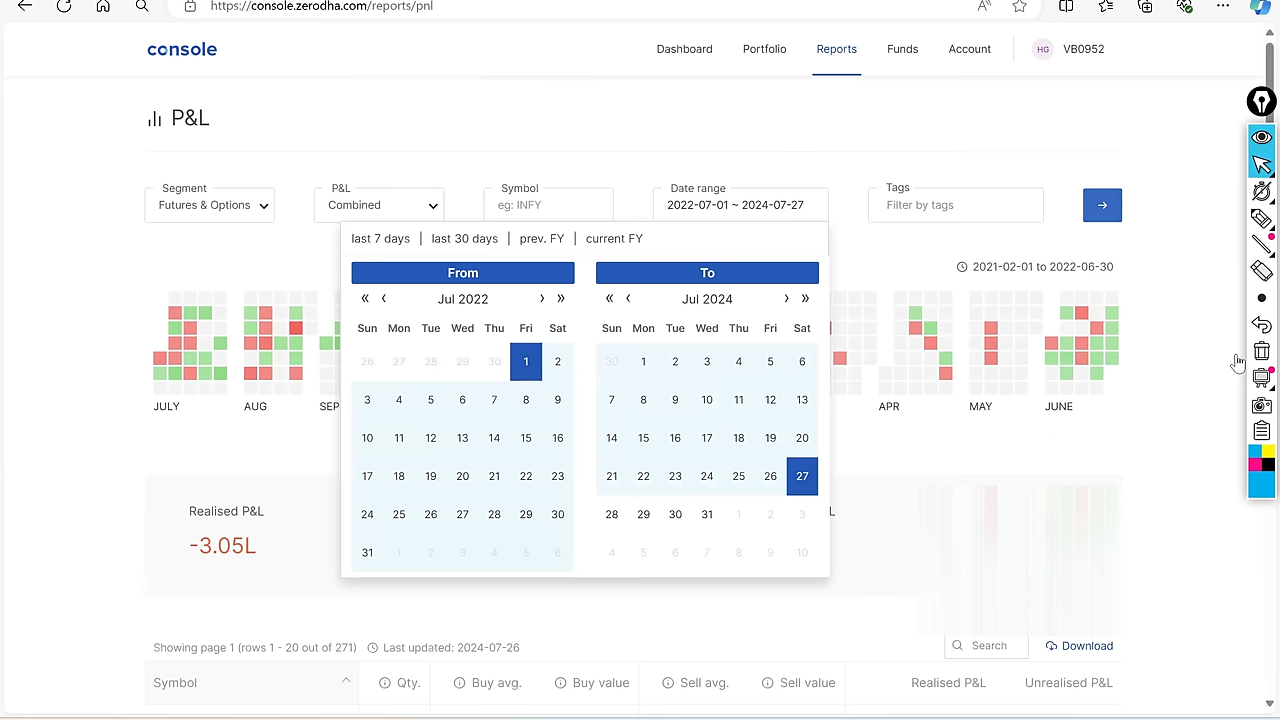 https://console.zerodha.com/reports/pnl
console
Dashboard Portfolio Reports Funds Account HG VB0952
P&L
Segment P&L Symbol Date range Tags
Futures & Options Combined eg: INFY 2022-07-01 ~ 2024-07-27 Filter by tags
last 7 days | last 30 days | prev. FY | current FY
2021-02-01 to 2022-06-30
From To
« ‹ Jul 2022 › » « ‹ Jul 2024 › »
Sun Mon Tue Wed Thu Fri Sat Sun Mon Tue Wed Thu Fri Sat
26 27 28 29 30 1 2 30 1 2 3 4 5 6
3 4 5 6 7 8 9 7 8 9 10 11 12 13
JULY AUG SEP APR MAY JUNE
10 11 12 13 14 15 16 14 15 16 17 18 19 20
17 18 19 20 21 22 23 21 22 23 24 25 26 27
24 25 26 27 28 29 30 28 29 30 31 1 2 3
31 1 2 3 4 5 6 4 5 6 7 8 9 10
Realised P&L
-3.05L
Showing page 1 (rows 1 - 20 out of 271) Last updated: 2024-07-26 Search Download
Symbol Qty. Buy avg. Buy value Sell avg. Sell value Realised P&L Unrealised P&L